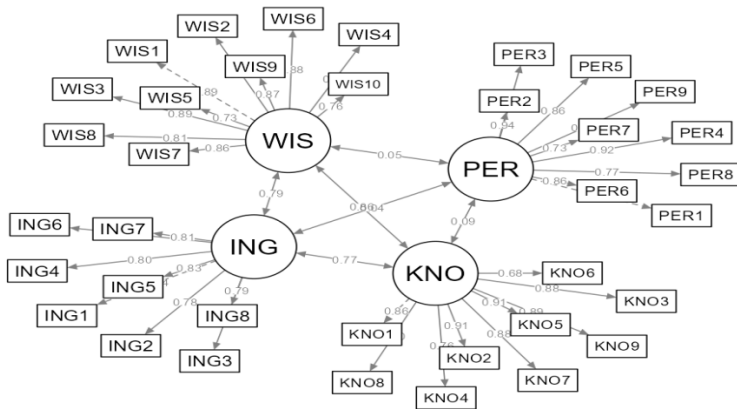 WIS6
WIS2
WIS4
PER3
WIS1
.88
PER5
WIS9
0.86
PER9
WIS3
.89
0.87
WIS10
PER2
0.89
WIS5
0.76
0.94
PER7
PER4
0.73
0.73
0.92
WIS8
0.81
WIS
WIS7
0.86
0.05
PER
0.77
PER8
0.86
PER6
0.79
PER1
ING6
ING7
0.09
0.81
ING
ING4
0.80
0.77
KNO
0.68
KNO6
ING5
0.83
0.88
KNO3
0.79
0.91
0.89
ING1
0.78
ING8
0.86
KNO1
KNO5
0.91
ING2
0.88
KNO9
KNO2
ING3
KNO8
KNO7
KNO4